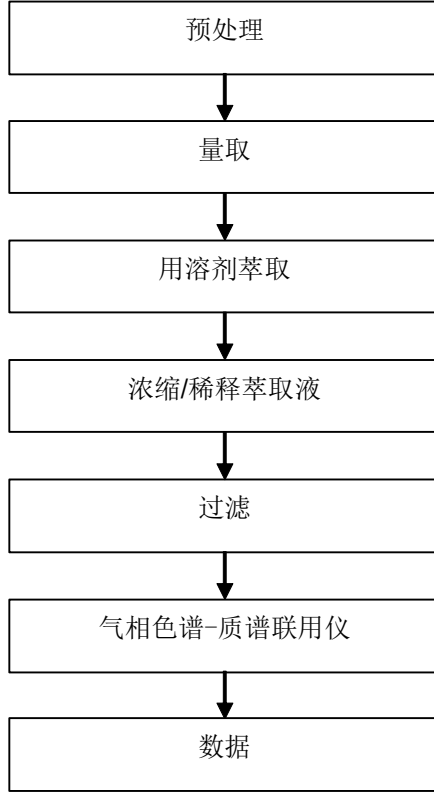 预处理
量取
用溶剂萃取
浓缩/稀释萃取液
过滤
气相色谱-质谱联用仪
数据